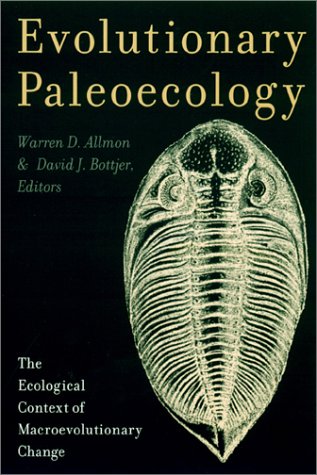 Evolutionary
Paleoecology
Warren D. Allmon
& David J. Bottjer,
Editors
The
Ecological
Context of
Macroevolutionary
Change